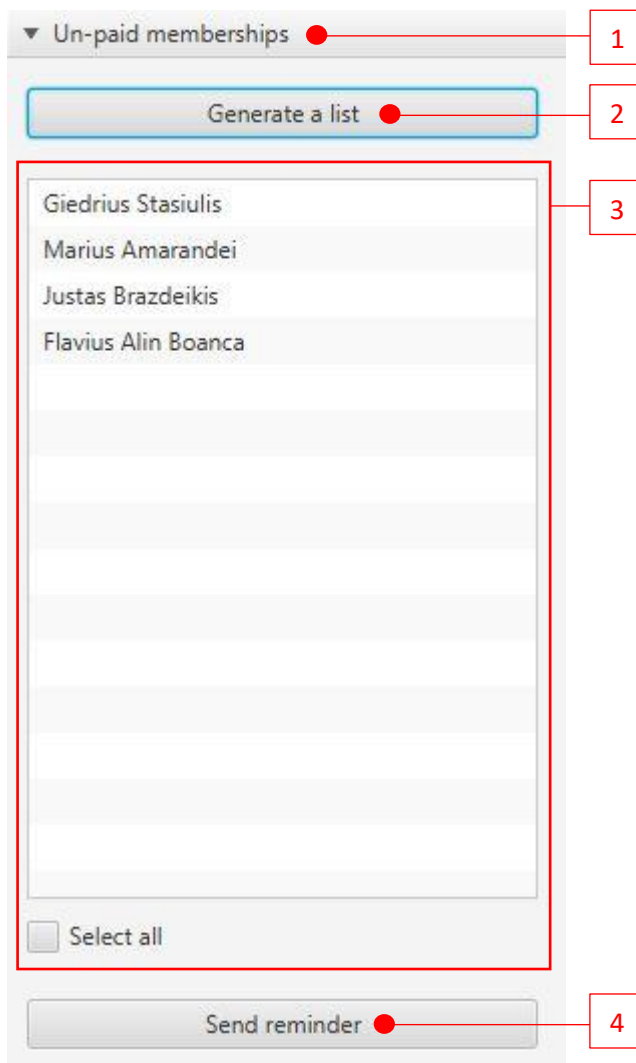 Un-paid memberships
1
Generate a list
2
3
Giedrius Stasiulis
Marius Amarandei
Justas Brazdeikis
Flavius Alin Boanca
Select all
Send reminder
4